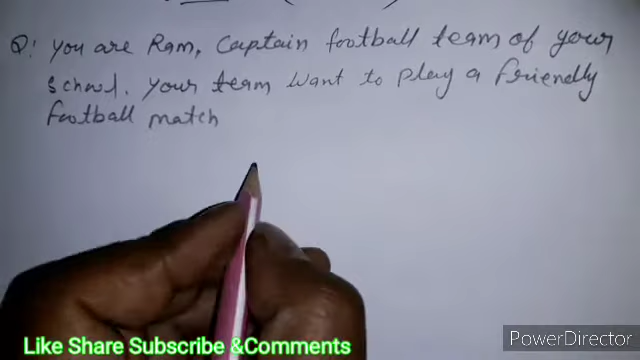 Q: You are Ram, Captain football team of your
School. Your team want to play a friendly
football match
Like Share Subscribe &Comments
PowerDirector